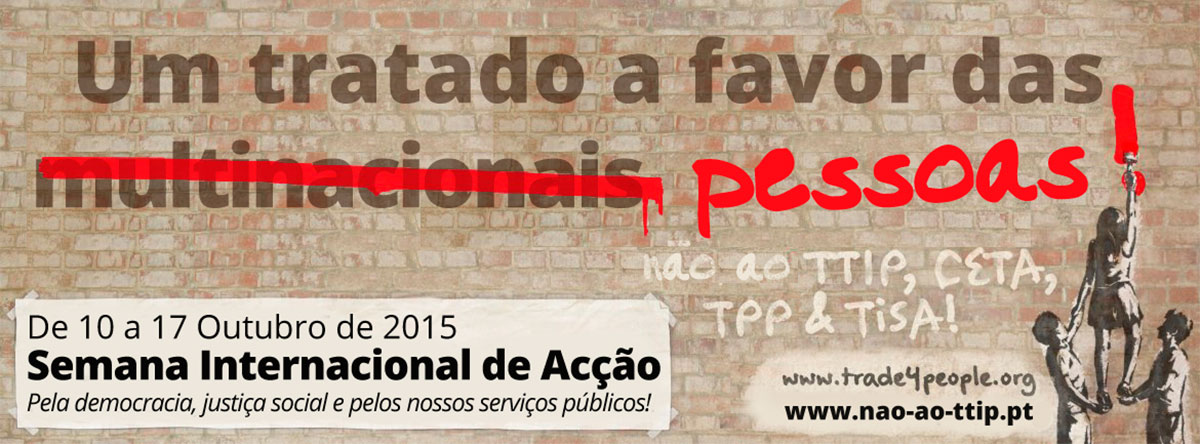 Um tratado a favor das
multinacionais pessoas!
não ao TTIP, CETA,
TPP & TiSA!
De 10 a 17 Outubro de 2015
Semana Internacional de Acção
Pela democracia, justiça social e pelos nossos serviços públicos!
www.trade4people.org
www.nao-ao-ttip.pt